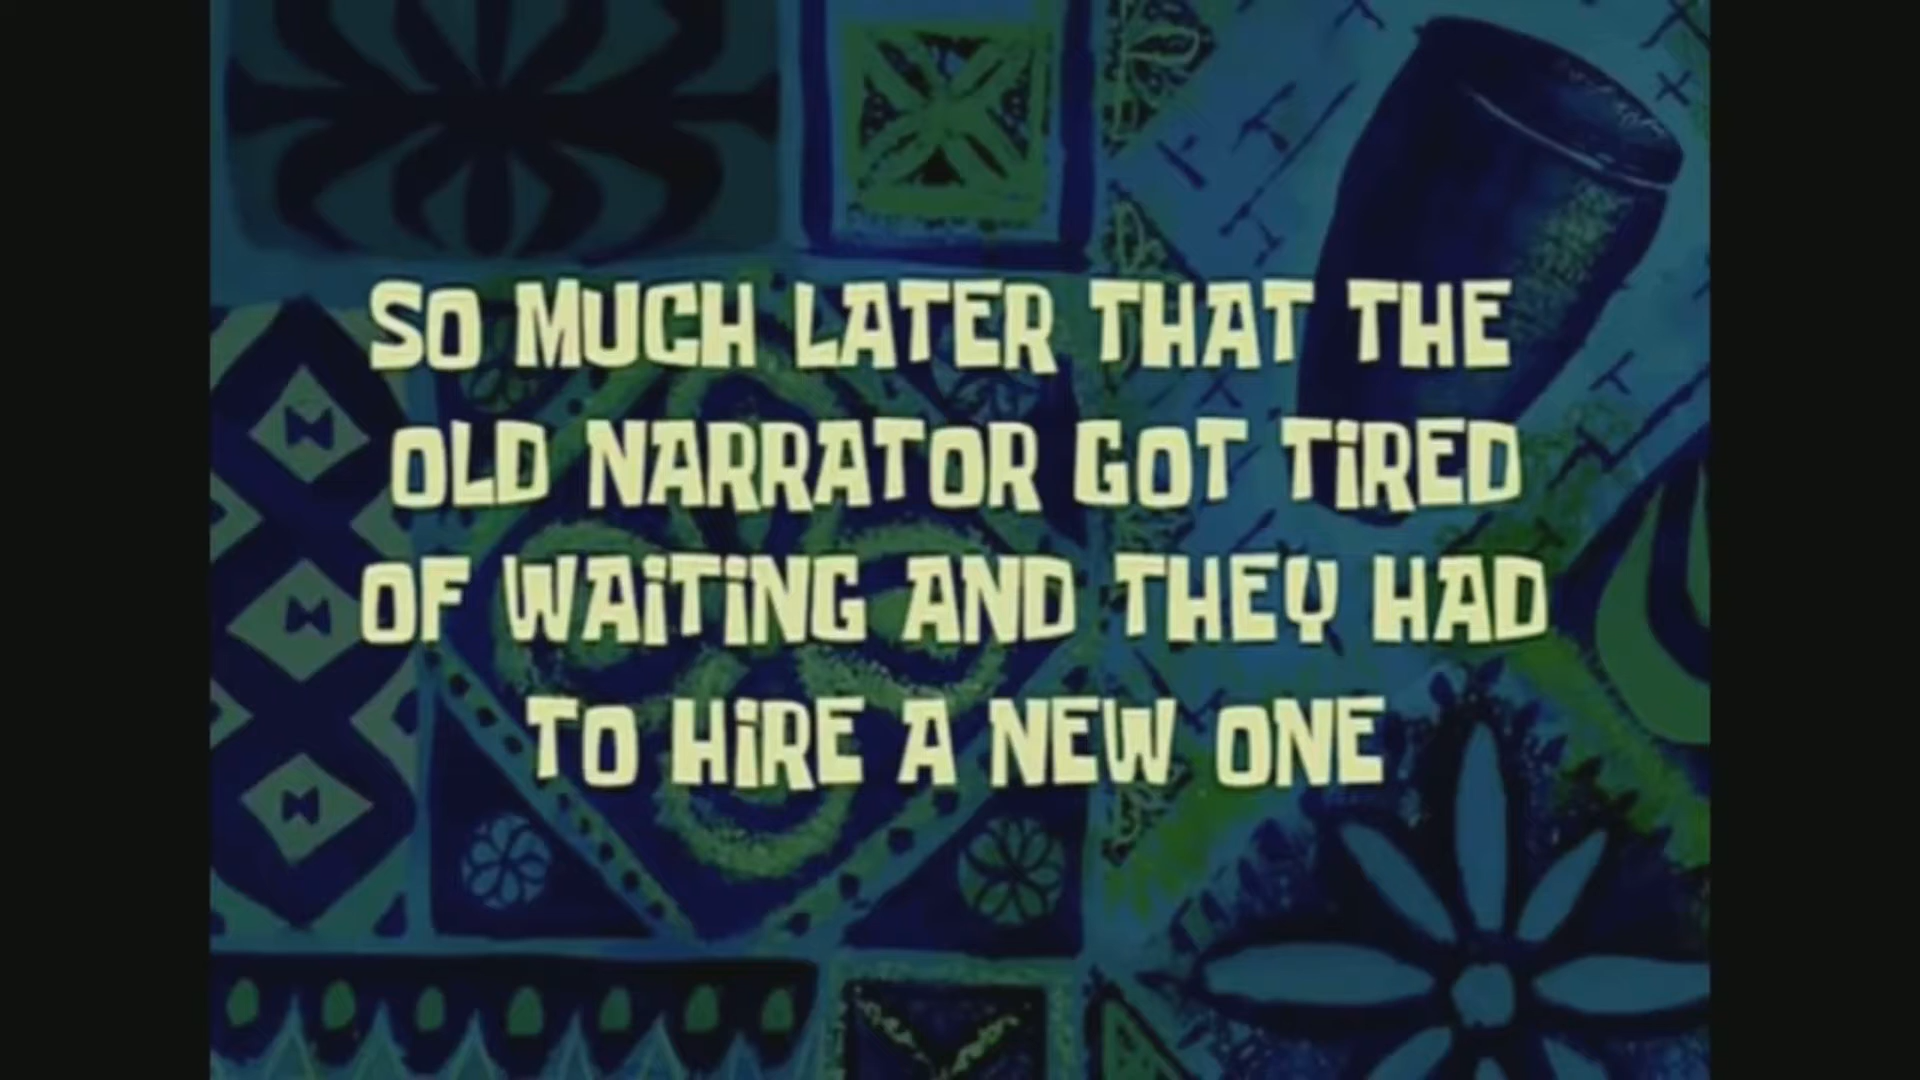 SO MUCH LATER THAT THE
OLD NARRATOR GOT TiRED
OF WAiTiNG AND THEY HAD
TO HiRE A NEW ONE